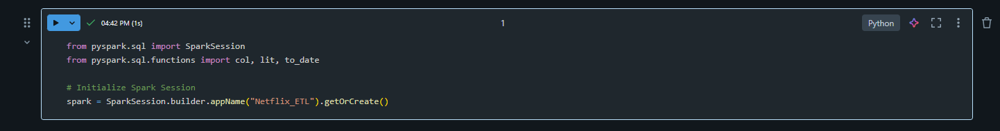 04:42 PM (1s)
1
Python
from pyspark.sql import SparkSession
from pyspark.sql.functions import col, lit, to_date
# Initialize Spark Session
spark = SparkSession.builder.appName("Netflix_ETL").getOrCreate()